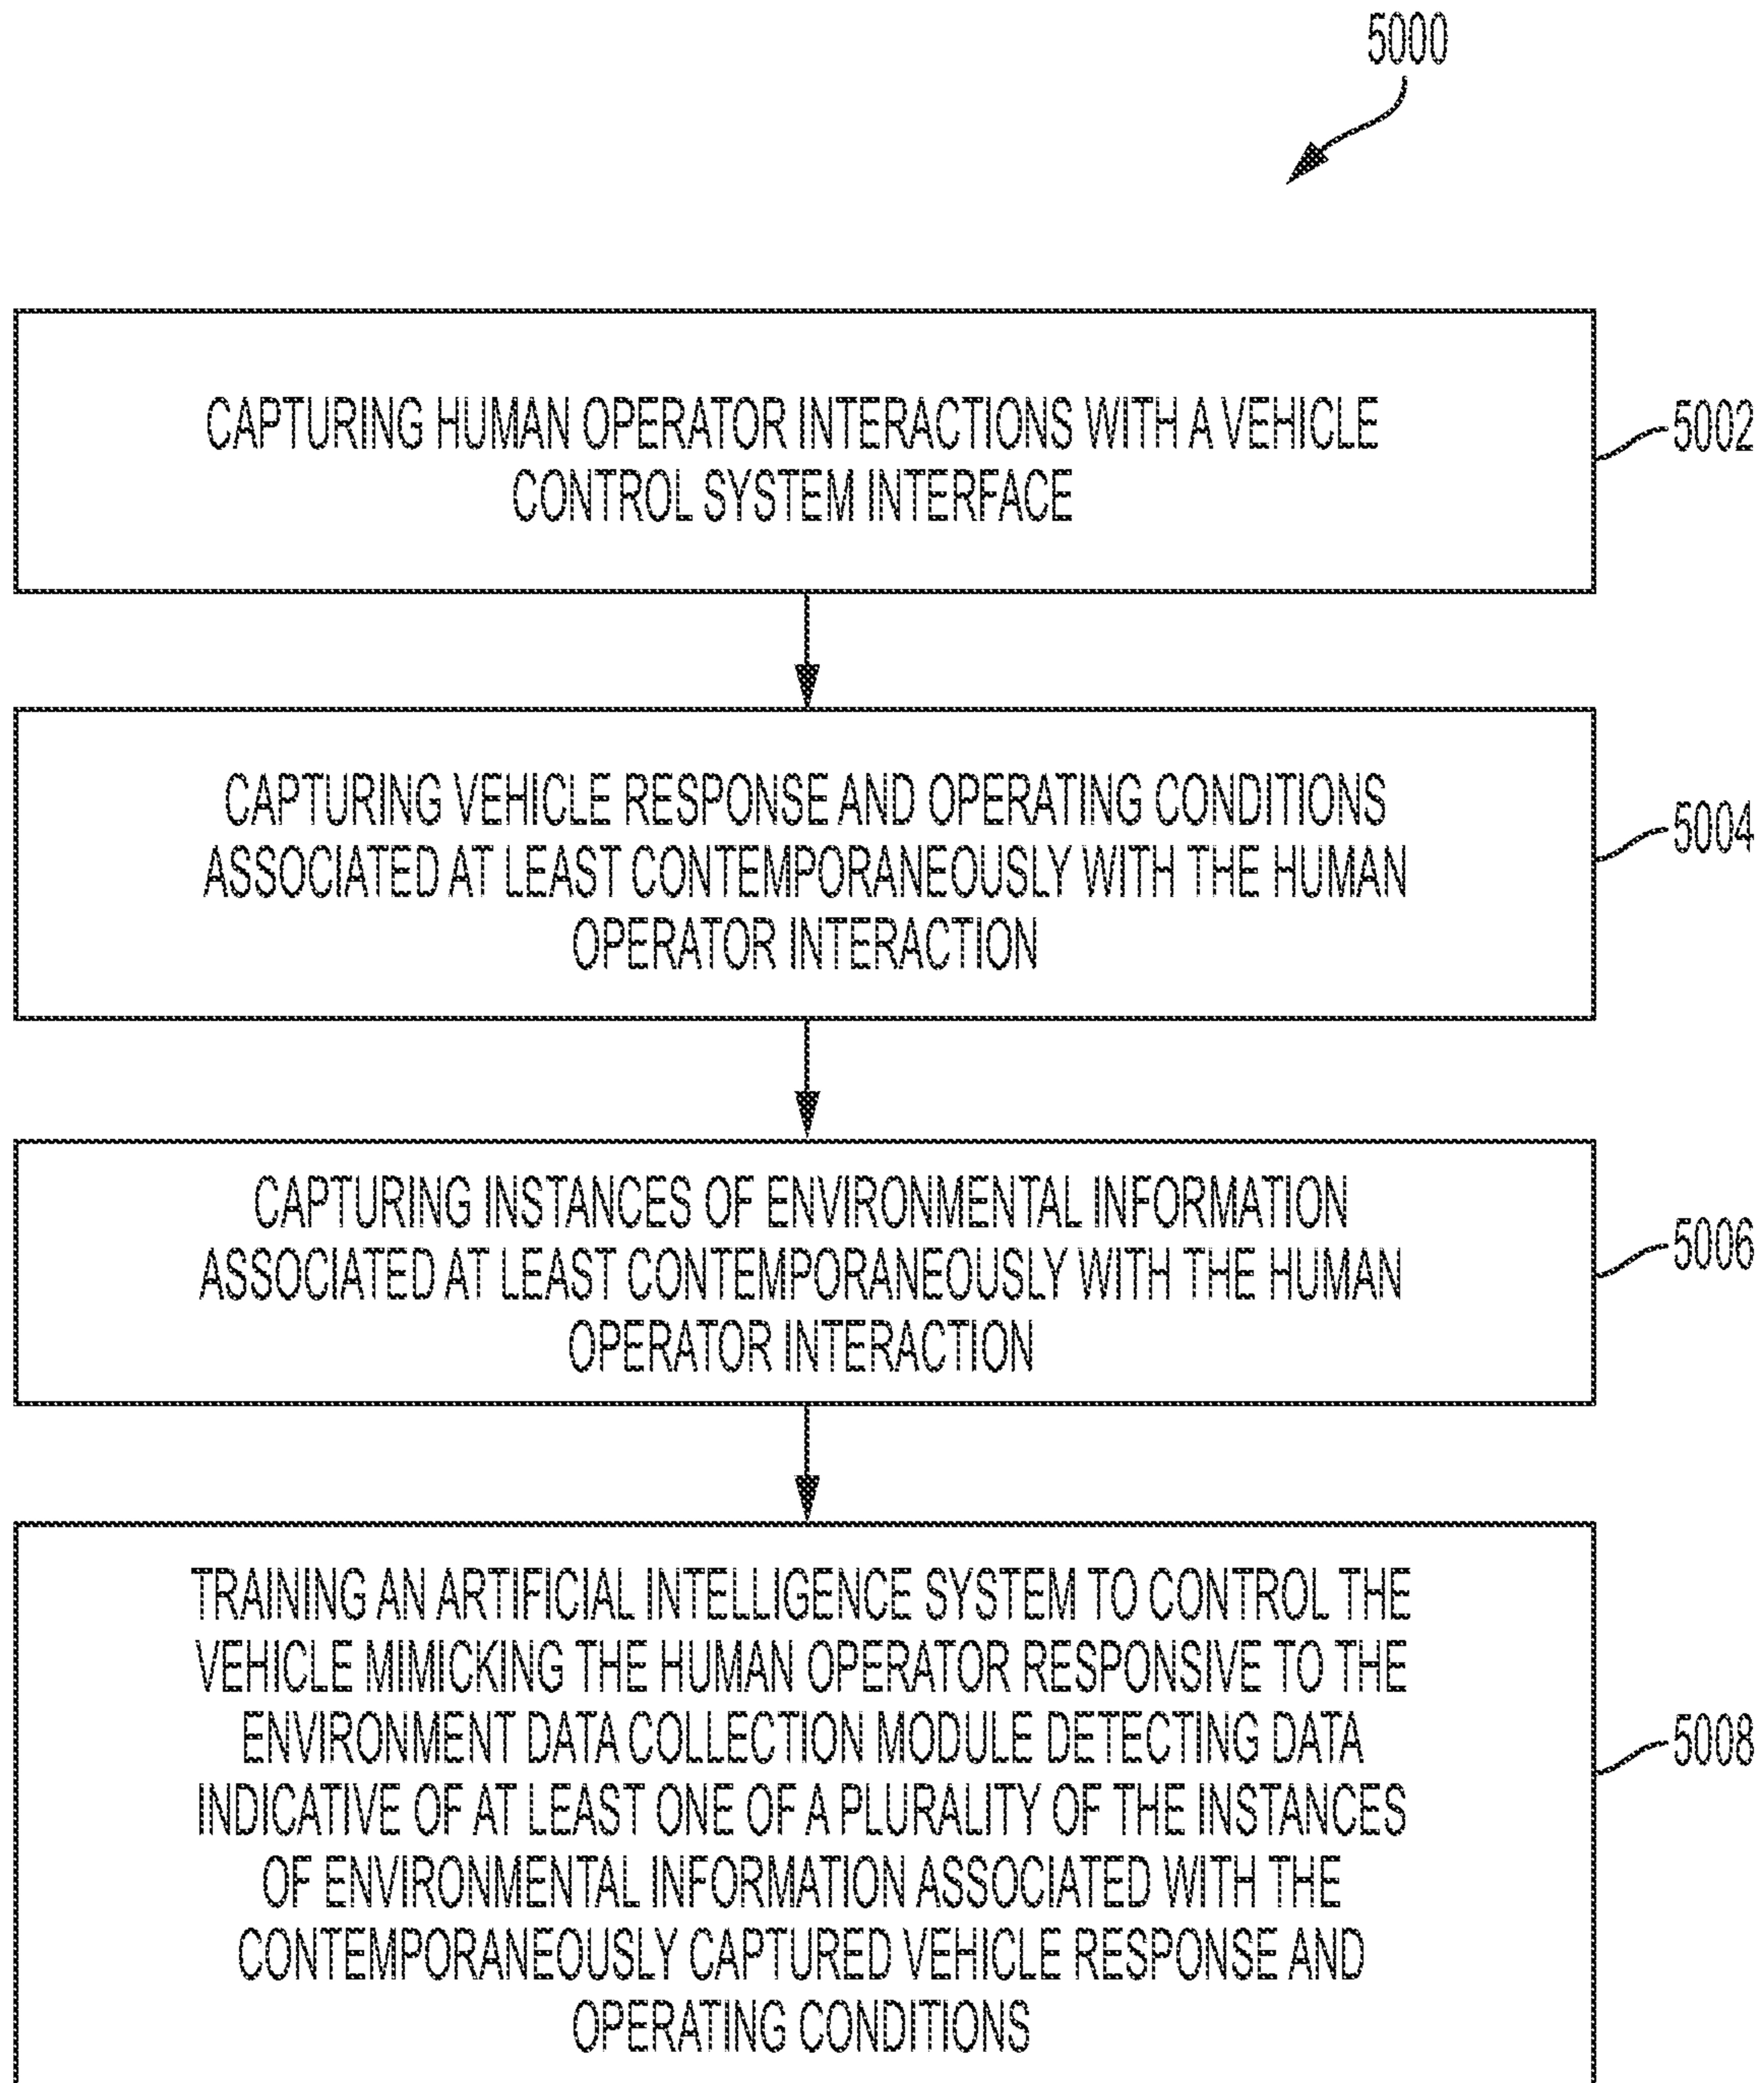 5000
CAPTURING HUMAN OPERATOR INTERACTIONS WITH A VEHICLE
CONTROL SYSTEM INTERFACE
5002
CAPTURING VEHICLE RESPONSE AND OPERATING CONDITIONS
ASSOCIATED AT LEAST CONTEMPORANEOUSLY WITH THE HUMAN
OPERATOR INTERACTION
5004
CAPTURING INSTANCES OF ENVIRONMENTAL INFORMATION
ASSOCIATED AT LEAST CONTEMPORANEOUSLY WITH THE HUMAN
OPERATOR INTERACTION
5006
TRAINING AN ARTIFICIAL INTELLIGENCE SYSTEM TO CONTROL THE
VEHICLE MIMICKING THE HUMAN OPERATOR RESPONSIVE TO THE
ENVIRONMENT DATA COLLECTION MODULE DETECTING DATA
INDICATIVE OF AT LEAST ONE OF A PLURALITY OF THE INSTANCES
OF ENVIRONMENTAL INFORMATION ASSOCIATED WITH THE
CONTEMPORANEOUSLY CAPTURED VEHICLE RESPONSE AND
OPERATING CONDITIONS
5008